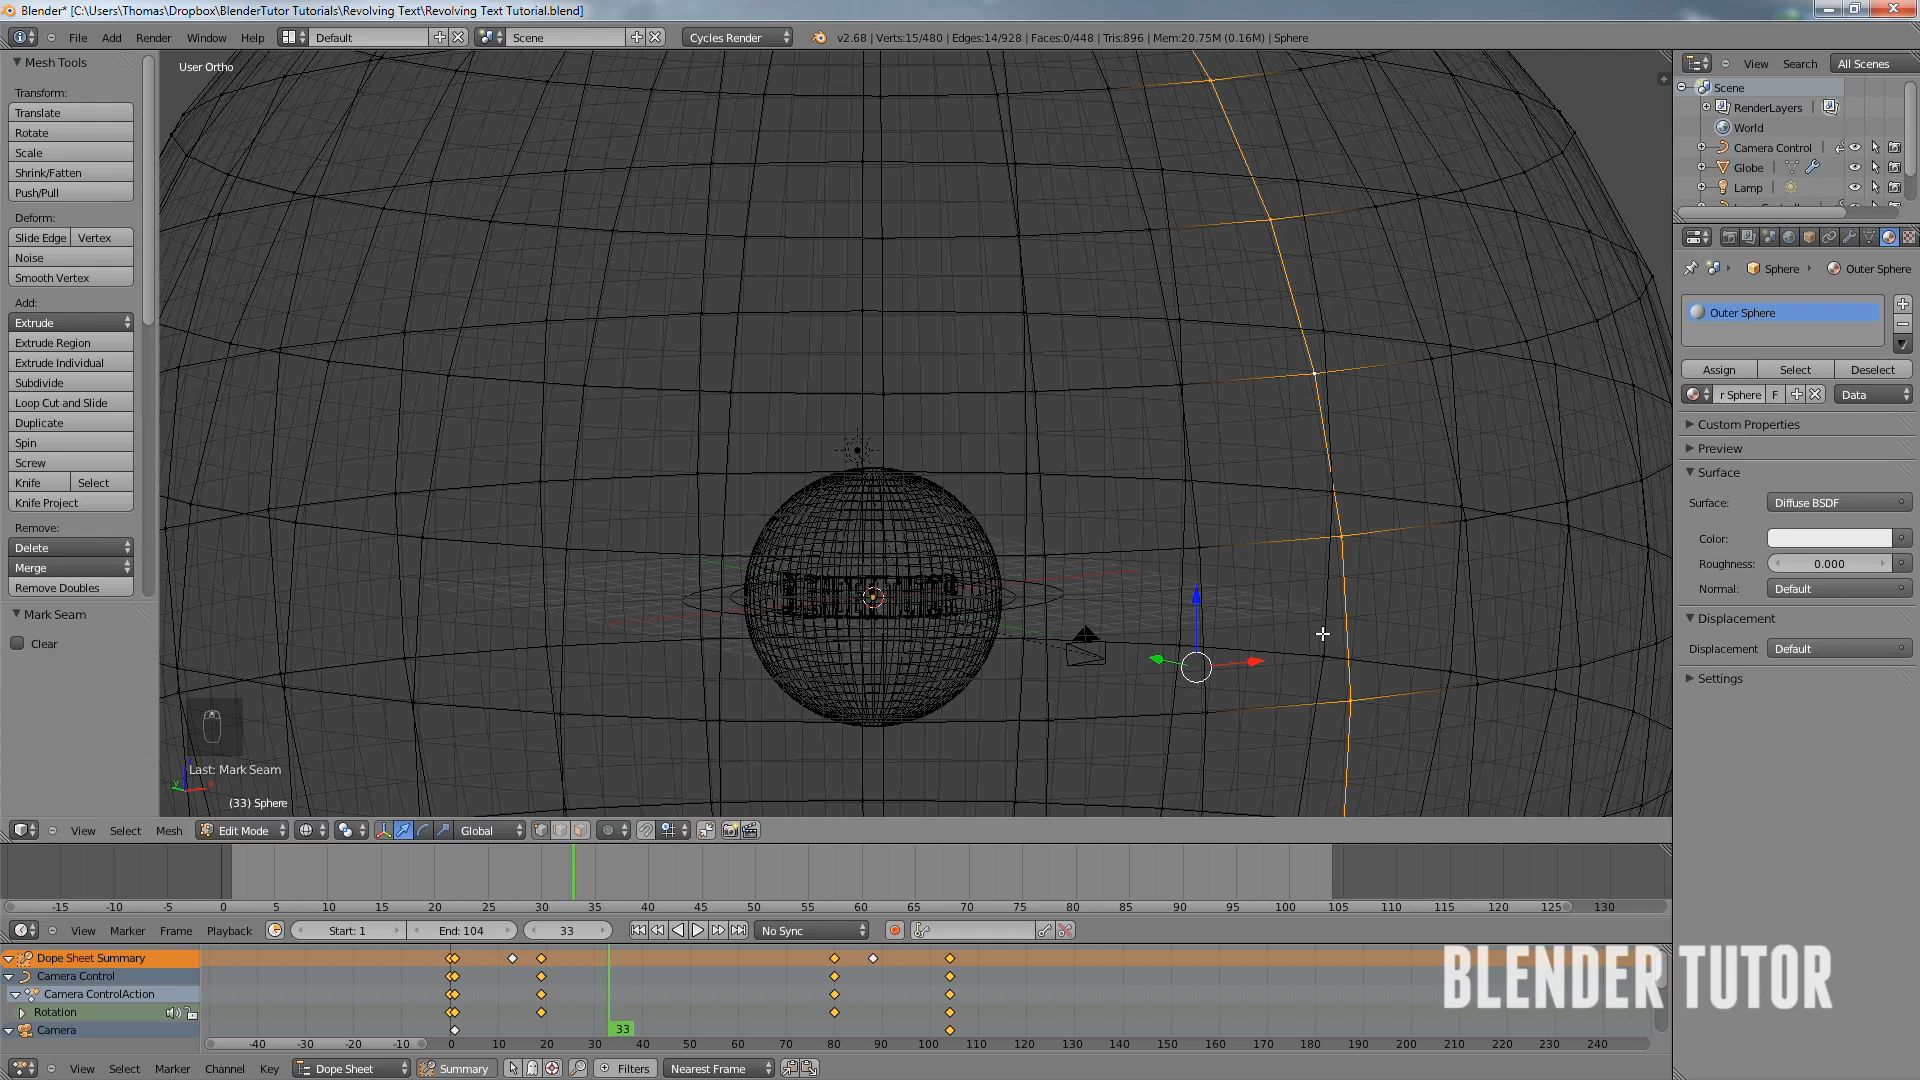 Blender* [C:\Users\Thomas\Dropbox\BlenderTutor Tutorials\Revolving Text\Revolving Text Tutorial.blend]
File Add Render Window Help Default Scene Cycles Render v2.68 | Verts:15/480 | Edges:14/928 | Faces:0/448 | Tris:896 | Mem:20.75M (0.16M) | Sphere
Mesh Tools
Transform:
Translate
Rotate
Scale
Shrink/Fatten
Push/Pull
Deform:
Slide Edge Vertex
Noise
Smooth Vertex
Add:
Extrude
Extrude Region
Extrude Individual
Subdivide
Loop Cut and Slide
Duplicate
Spin
Screw
Knife Select
Knife Project
Remove:
Delete
Merge
Remove Doubles
Mark Seam
Clear
User Ortho
Last: Mark Seam
(33) Sphere
View Search All Scenes
Scene
RenderLayers
World
Camera Control
Globe
Lamp
Sphere Outer Sphere
Outer Sphere
Assign Select Deselect
r Sphere F Data
Custom Properties
Preview
Surface
Surface: Diffuse BSDF
Color:
Roughness: 0.000
Normal: Default
Displacement
Displacement Default
Settings
View Select Mesh Edit Mode Global
-15 -10 -5 0 5 10 15 20 25 30 35 40 45 50 55 60 65 70 75 80 85 90 95 100 105 110 115 120 125 130
View Marker Frame Playback Start: 1 End: 104 33 No Sync
Dope Sheet Summary
Camera Control
Camera ControlAction
Rotation
Camera
33
-40 -30 -20 -10 0 10 20 30 40 50 60 70 80 90 100 110 120 130 140 150 160 170 180 190 200 210 220 230 240
View Select Marker Channel Key Dope Sheet Summary Filters Nearest Frame
BLENDER TUTOR